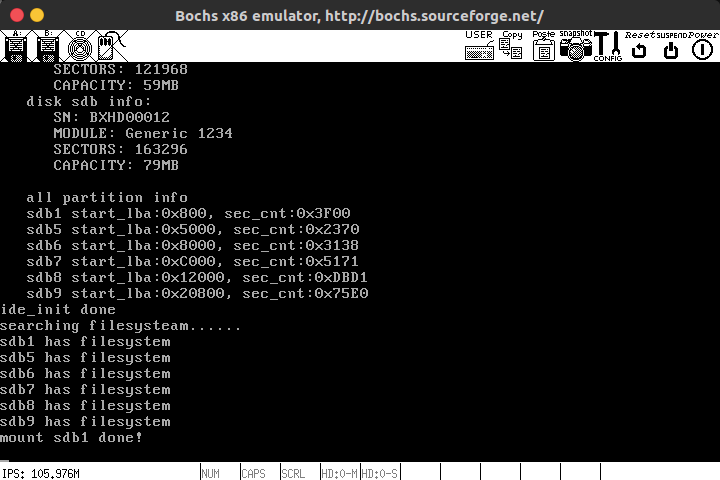 Bochs x86 emulator, http://bochs.sourceforge.net/
A: B: CD USER Copy Paste Snapshot CONFIG Reset SUSPEND Power
SECTORS: 121968
CAPACITY: 59MB
disk sdb info:
SN: BXHD00012
MODULE: Generic 1234
SECTORS: 163296
CAPACITY: 79MB
all partition info
sdb1 start_lba:0x800, sec_cnt:0x3F00
sdb5 start_lba:0x5000, sec_cnt:0x2370
sdb6 start_lba:0x8000, sec_cnt:0x3138
sdb7 start_lba:0xC000, sec_cnt:0x5171
sdb8 start_lba:0x12000, sec_cnt:0xDBD1
sdb9 start_lba:0x20800, sec_cnt:0x75E0
ide_init done
searching filesysteam......
sdb1 has filesystem
sdb5 has filesystem
sdb6 has filesystem
sdb7 has filesystem
sdb8 has filesystem
sdb9 has filesystem
mount sdb1 done!
IPS: 105.976M NUM CAPS SCRL HD:0-M HD:0-S